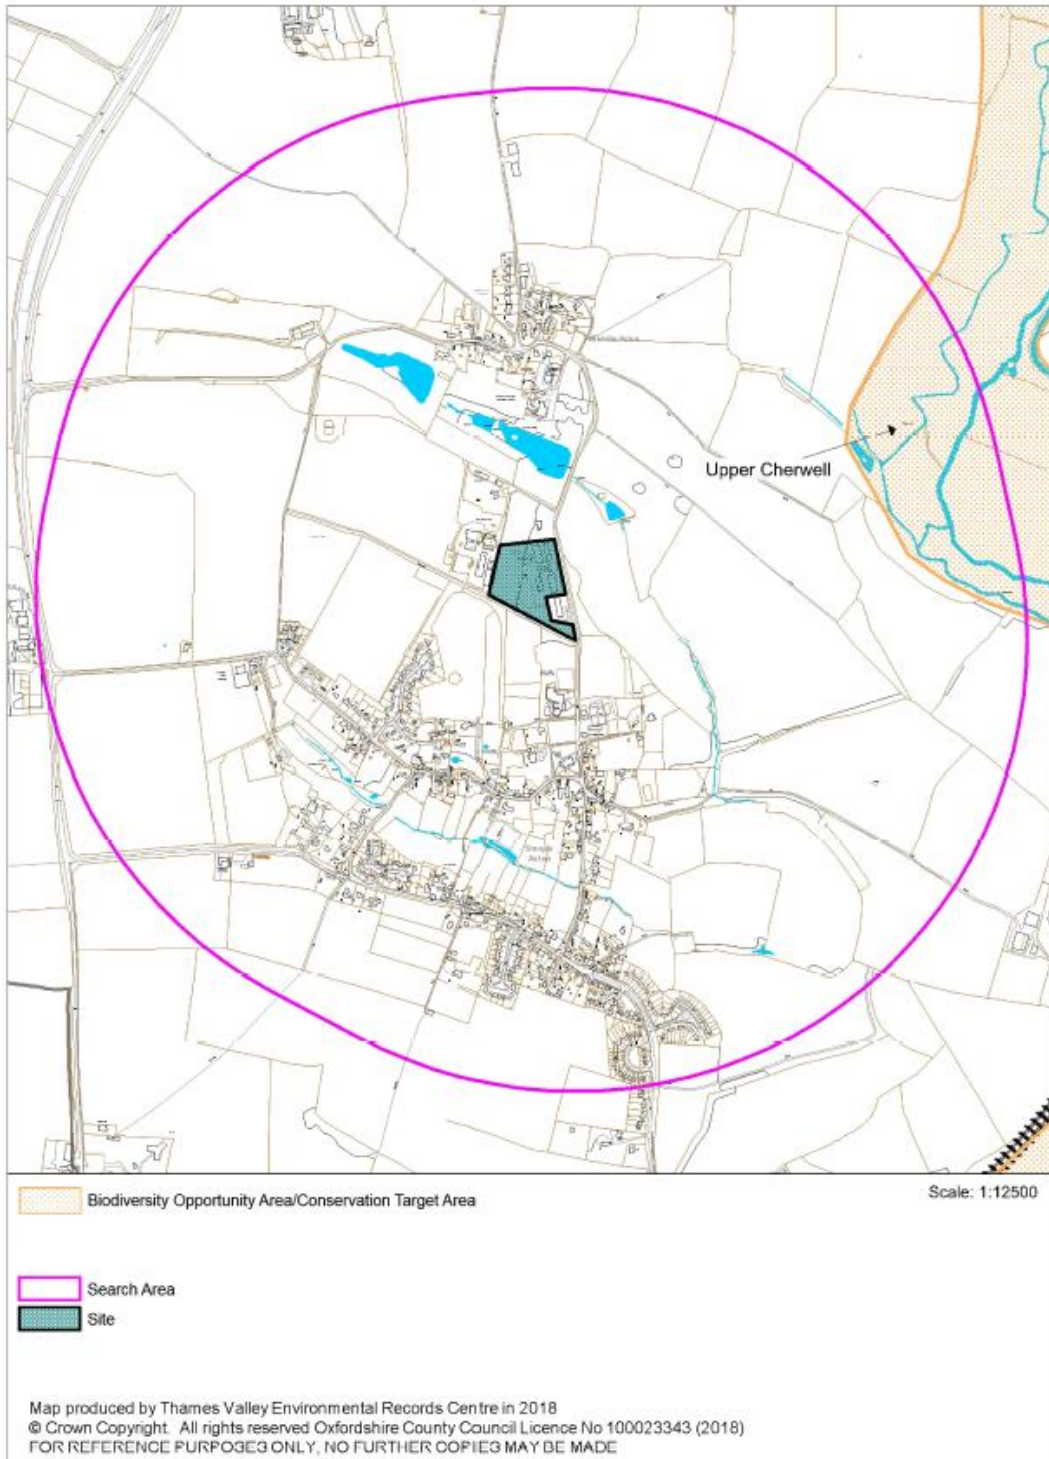 Upper Cherwell
Steeple
Aston
Biodiversity Opportunity Area/Conservation Target Area
Scale: 1:12500
Search Area
Site
Map produced by Thames Valley Environmental Records Centre in 2018
© Crown Copyright. All rights reserved Oxfordshire County Council Licence No 100023343 (2018)
FOR REFERENCE PURPOSES ONLY, NO FURTHER COPIES MAY BE MADE